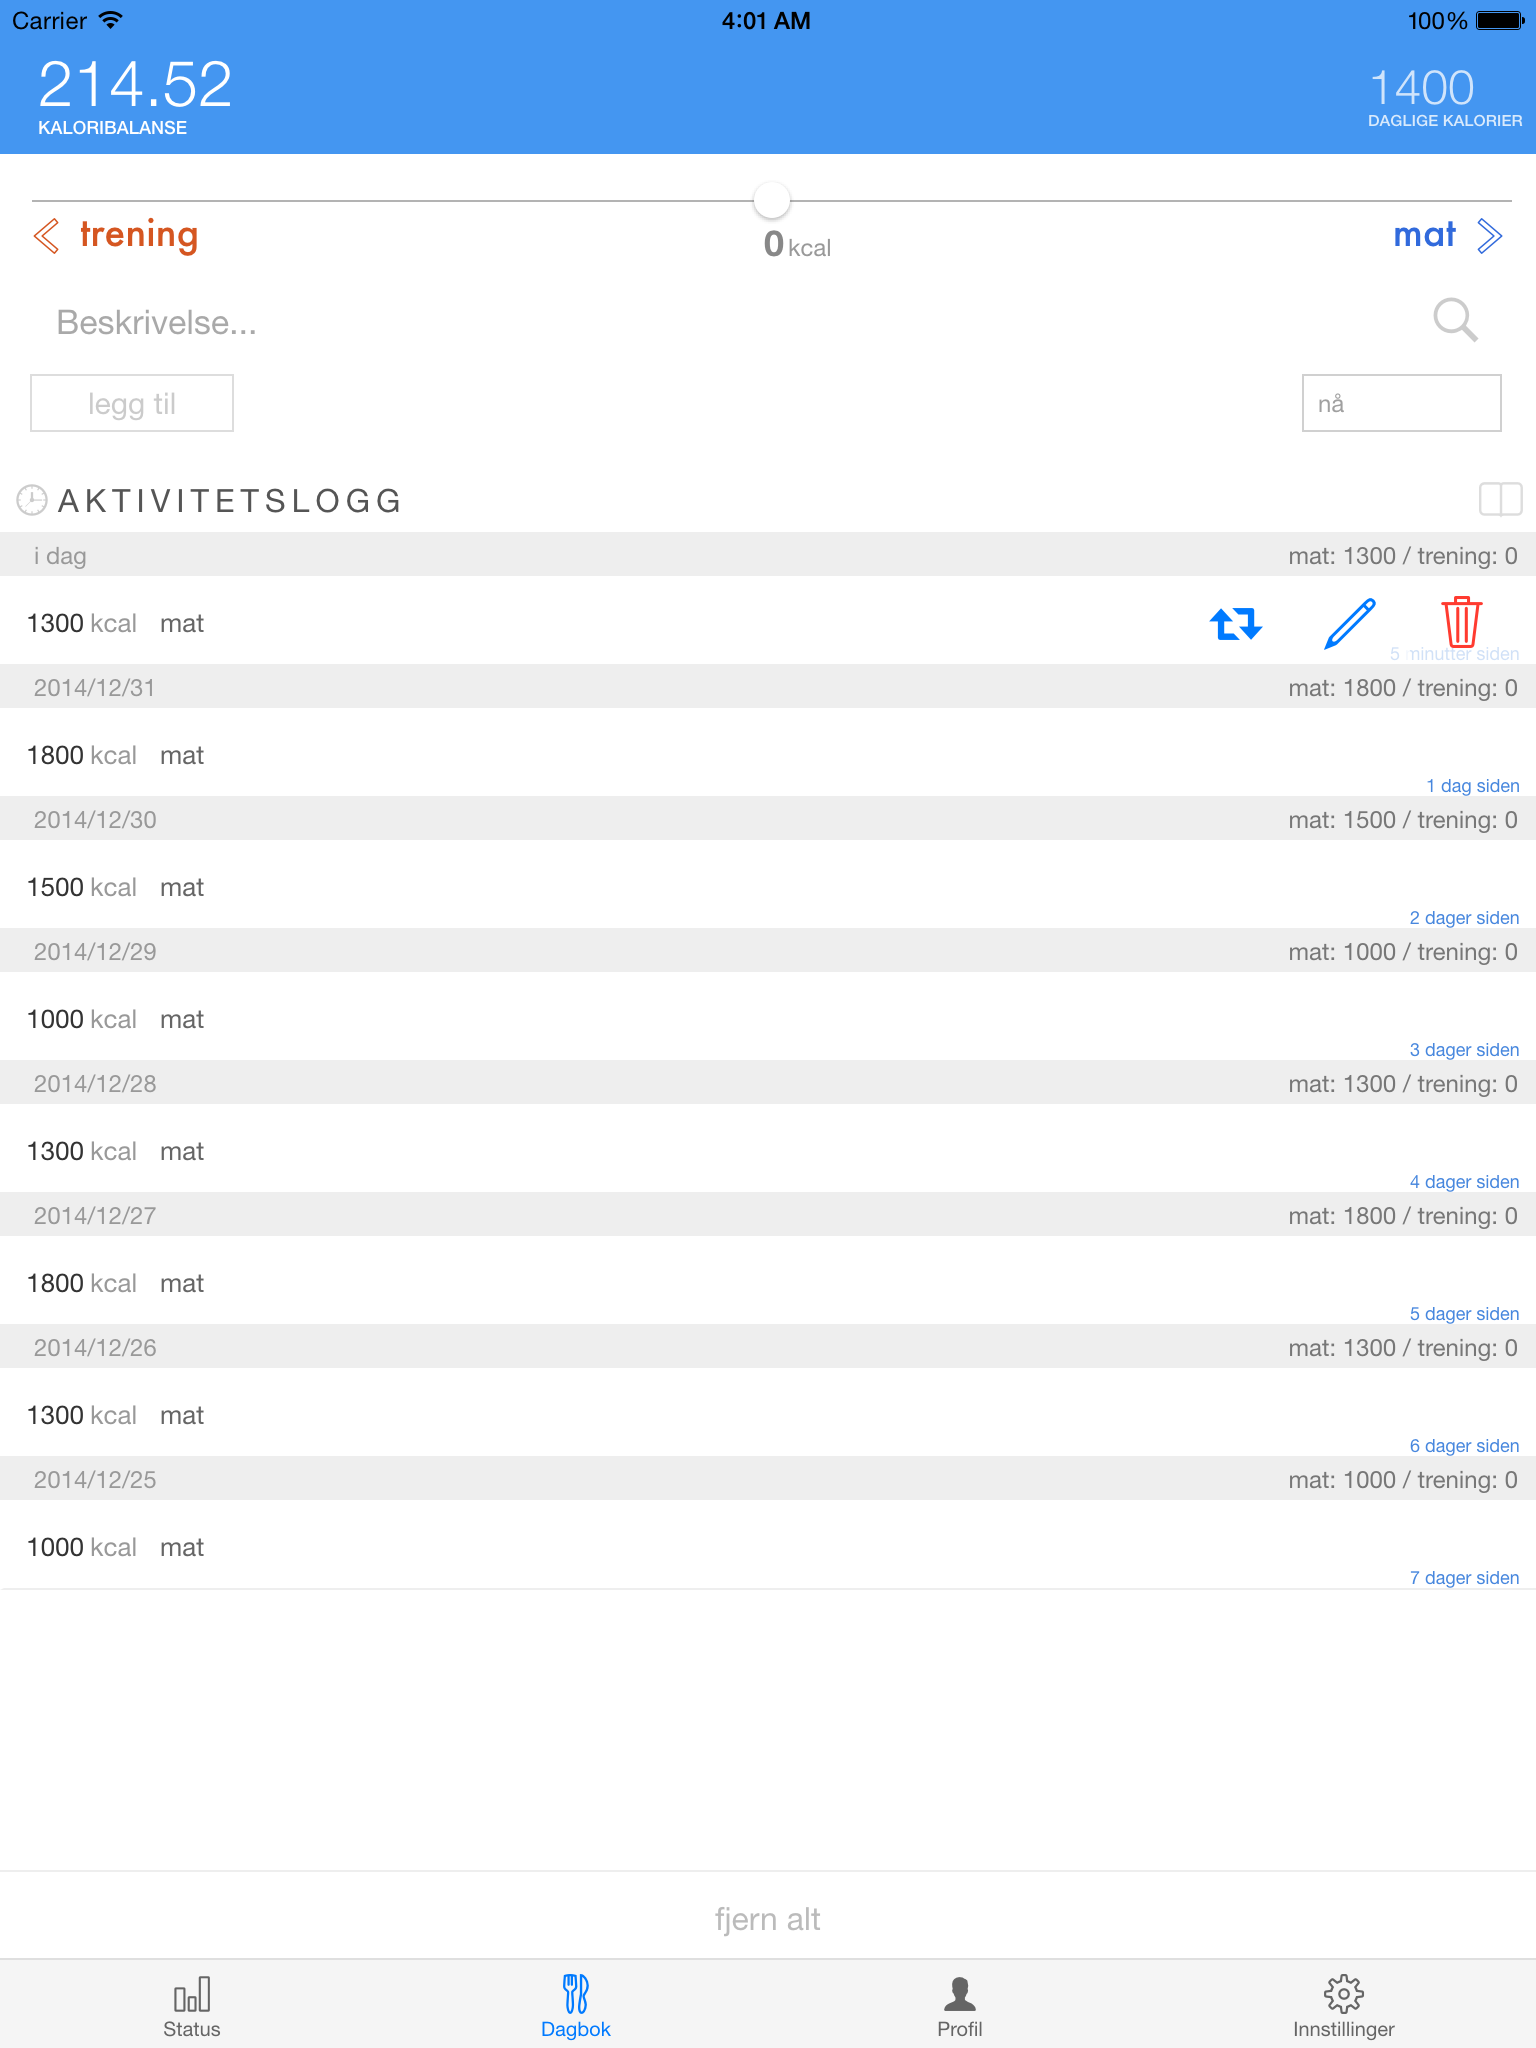 Carrier 4:01 AM 100%
214.52
KALORIBALANSE
1400
DAGLIGE KALORIER
trening
0 kcal
mat
Beskrivelse...
legg til
nå
AKTIVITETSLOGG
i dag mat: 1300 / trening: 0
1300 kcal mat
5 minutter siden
2014/12/31 mat: 1800 / trening: 0
1800 kcal mat
1 dag siden
2014/12/30 mat: 1500 / trening: 0
1500 kcal mat
2 dager siden
2014/12/29 mat: 1000 / trening: 0
1000 kcal mat
3 dager siden
2014/12/28 mat: 1300 / trening: 0
1300 kcal mat
4 dager siden
2014/12/27 mat: 1800 / trening: 0
1800 kcal mat
5 dager siden
2014/12/26 mat: 1300 / trening: 0
1300 kcal mat
6 dager siden
2014/12/25 mat: 1000 / trening: 0
1000 kcal mat
7 dager siden
fjern alt
Status Dagbok Profil Innstillinger